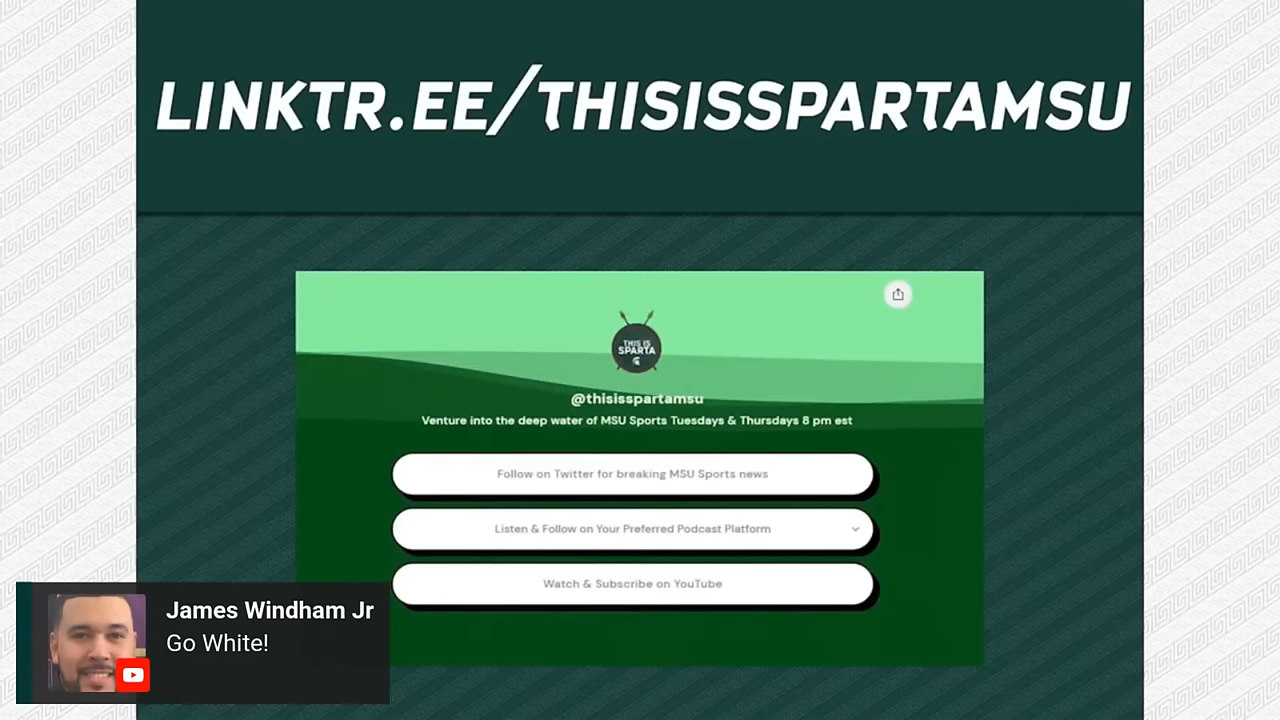 LINKTR.EE/THISISSPARTAMSU
THIS IS
SPARTA
@thisisspartamsu
Venture into the deep water of MSU Sports Tuesdays & Thursdays 8 pm est
Follow on Twitter for breaking MSU Sports news
Listen & Follow on Your Preferred Podcast Platform
Watch & Subscribe on YouTube
James Windham Jr
Go White!